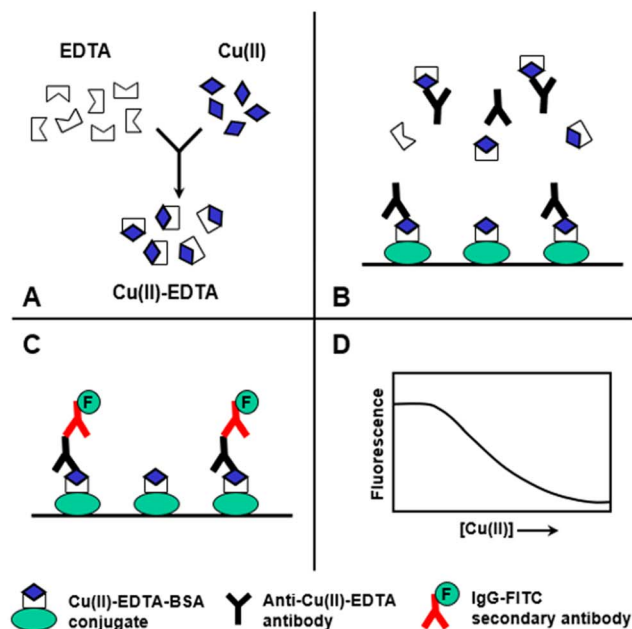 EDTA
Cu(II)
Cu(II)-EDTA
A
B
C
F
F
D
Fluorescence
[Cu(II)]
Cu(II)-EDTA-BSA
conjugate
Anti-Cu(II)-EDTA
antibody
F
IgG-FITC
secondary antibody